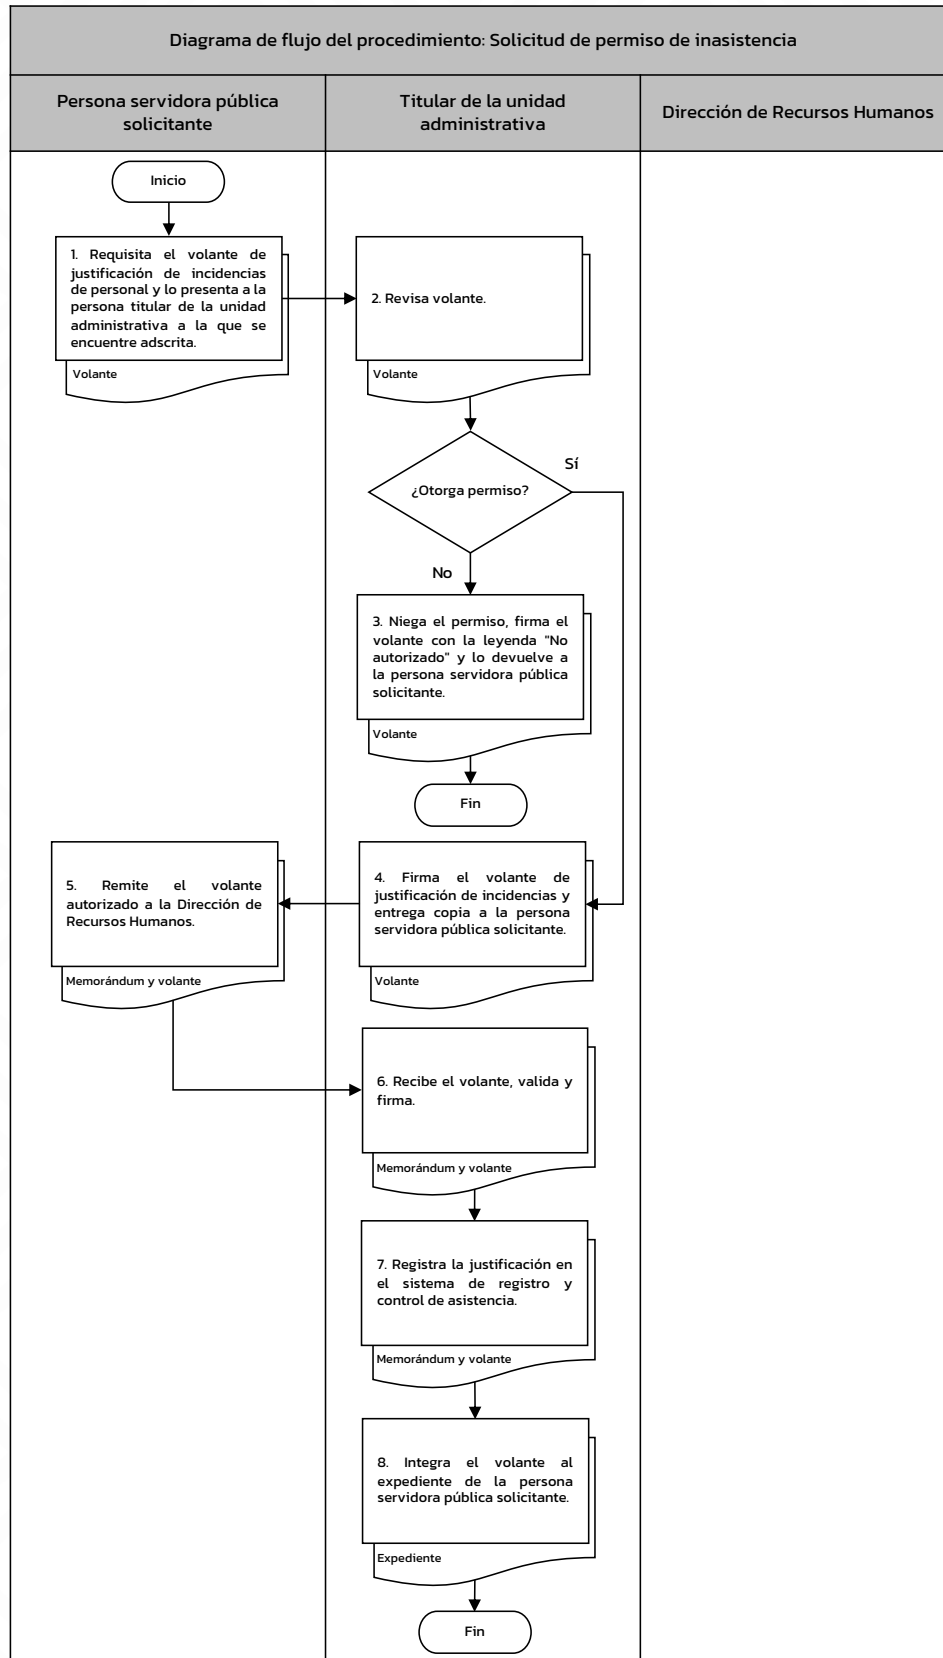 Diagrama de flujo del procedimiento: Solicitud de permiso de inasistencia
Persona servidora pública
solicitante
Titular de la unidad
administrativa
Dirección de Recursos Humanos
Inicio
1. Requisita el volante de
justificación de incidencias
de personal y lo presenta a la
persona titular de la unidad
administrativa a la que se
encuentre adscrita.
Volante
2. Revisa volante.
Volante
¿Otorga permiso?
Sí
No
3. Niega el permiso, firma el
volante con la leyenda "No
autorizado" y lo devuelve a
la persona servidora pública
solicitante.
Volante
Fin
4. Firma el volante de
justificación de incidencias y
entrega copia a la persona
servidora pública solicitante.
Volante
5. Remite el volante
autorizado a la Dirección de
Recursos Humanos.
Memorándum y volante
6. Recibe el volante, valida y
firma.
Memorándum y volante
7. Registra la justificación en
el sistema de registro y
control de asistencia.
Memorándum y volante
8. Integra el volante al
expediente de la persona
servidora pública solicitante.
Expediente
Fin